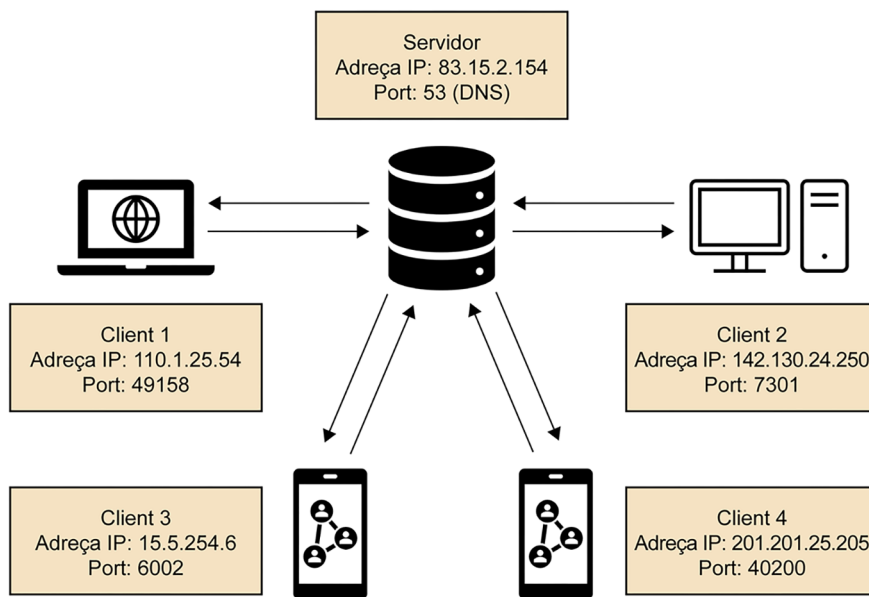 Servidor
Adreça IP: 83.15.2.154
Port: 53 (DNS)
Client 1
Adreça IP: 110.1.25.54
Port: 49158
Client 2
Adreça IP: 142.130.24.250
Port: 7301
Client 3
Adreça IP: 15.5.254.6
Port: 6002
Client 4
Adreça IP: 201.201.25.205
Port: 40200